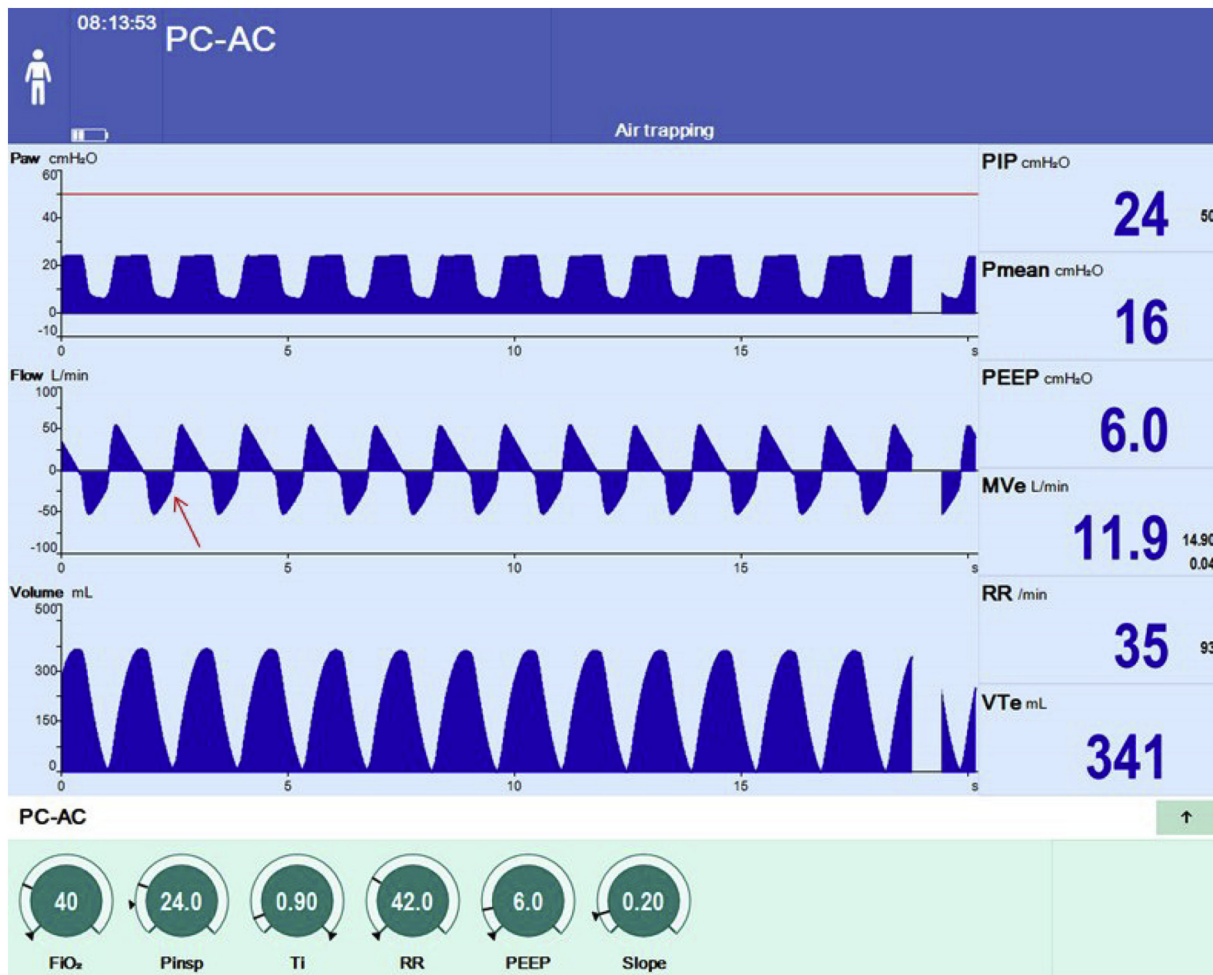 08:13:53
PC-AC
Air trapping
Paw cmH₂O
60
40
20
0
-10
0 5 10 15 s
PIP cmH₂O
24 50
Pmean cmH₂O
16
Flow L/min
100
50
0
-50
-100
0 5 10 15 s
PEEP cmH₂O
6.0
MVe L/min
11.9 14.90
0.04
Volume mL
500
300
150
0
0 5 10 15 s
RR /min
35 93
VTe mL
341
PC-AC
40 24.0 0.90 42.0 6.0 0.20
FiO₂ Pinsp Ti RR PEEP Slope